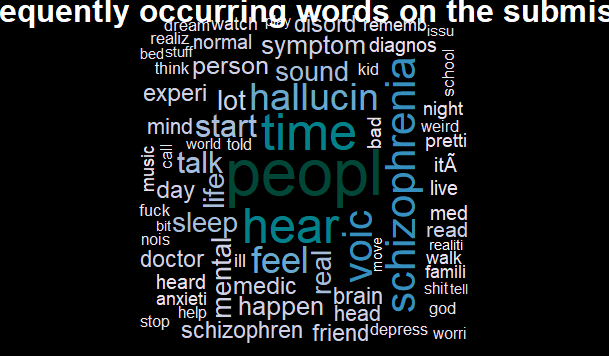 equently occurring words on the submis
dream watch play disord rememb issu
realiz normal symptom diagnos
bed stuff
think person sound kid school
experi lot hallucin night
mind start time bad weird
pretti
music call world told schizophrenia
talk peopl itÃ
day life live
fuck hear voic med
bit sleep read
nois realiti
doctor mental ill feel real move walk
famili
heard medic shit tell
anxieti brain
help happen head god
stop schizophren friend depress worri